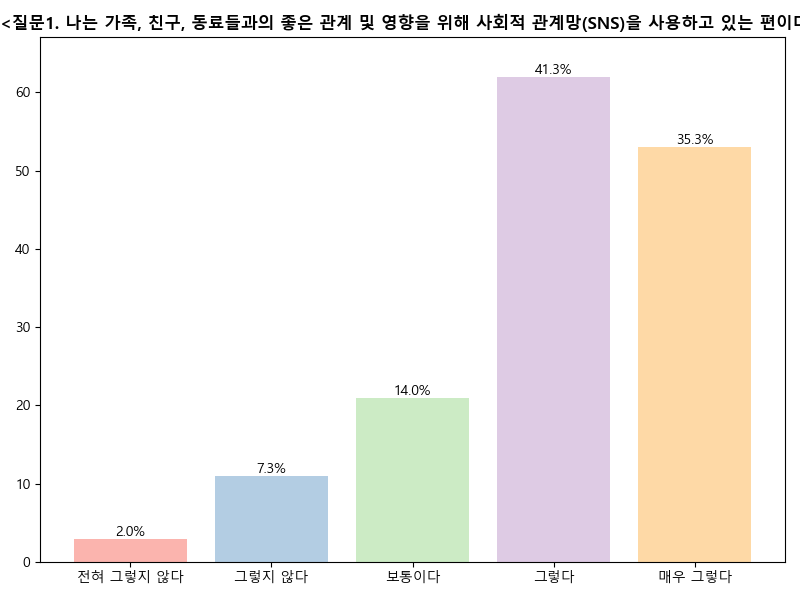 <질문1. 나는 가족, 친구, 동료들과의 좋은 관계 및 영향을 위해 사회적 관계망(SNS)을 사용하고 있는 편이
60
50
40
30
20
10
0
2.0%
7.3%
14.0%
41.3%
35.3%
전혀 그렇지 않다
그렇지 않다
보통이다
그렇다
매우 그렇다